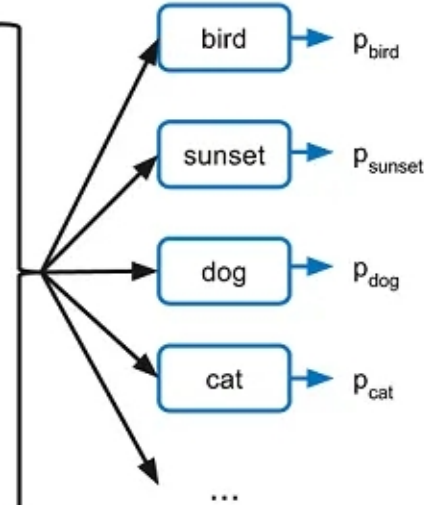 bird p_bird
sunset p_sunset
dog p_dog
cat p_cat
...